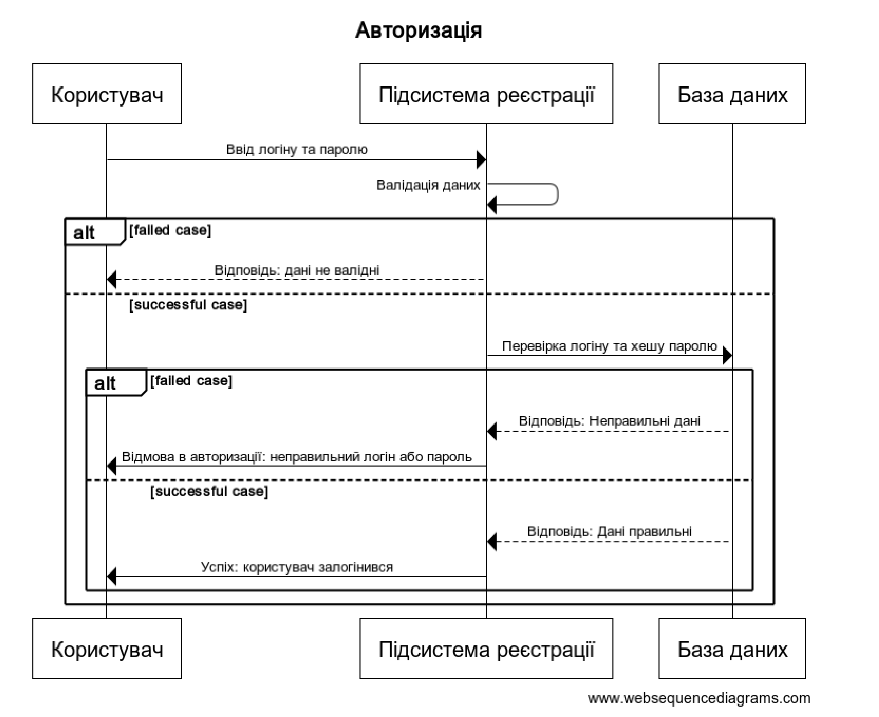 Авторизація
Користувач
Підсистема реєстрації
База даних
Ввід логіну та паролю
Валідація даних
alt
[failed case]
Відповідь: дані не валідні
[successful case]
Перевірка логіну та хешу паролю
alt
[failed case]
Відповідь: Неправильні дані
Відмова в авторизації: неправильний логін або пароль
[successful case]
Відповідь: Дані правильні
Успіх: користувач залогінився
Користувач
Підсистема реєстрації
База даних
www.websequencediagrams.com